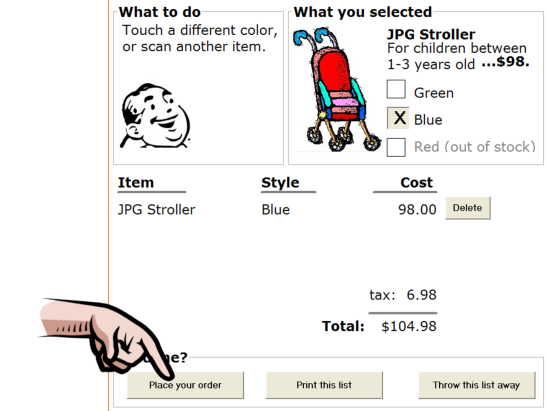 What to do
Touch a different color,
or scan another item.
What you selected
JPG Stroller
For children between
1-3 years old ...$98.
Green
X Blue
Red (out of stock)
Item Style Cost
JPG Stroller Blue 98.00 Delete
tax: 6.98
Total: $104.98
ne?
Place your order Print this list Throw this list away